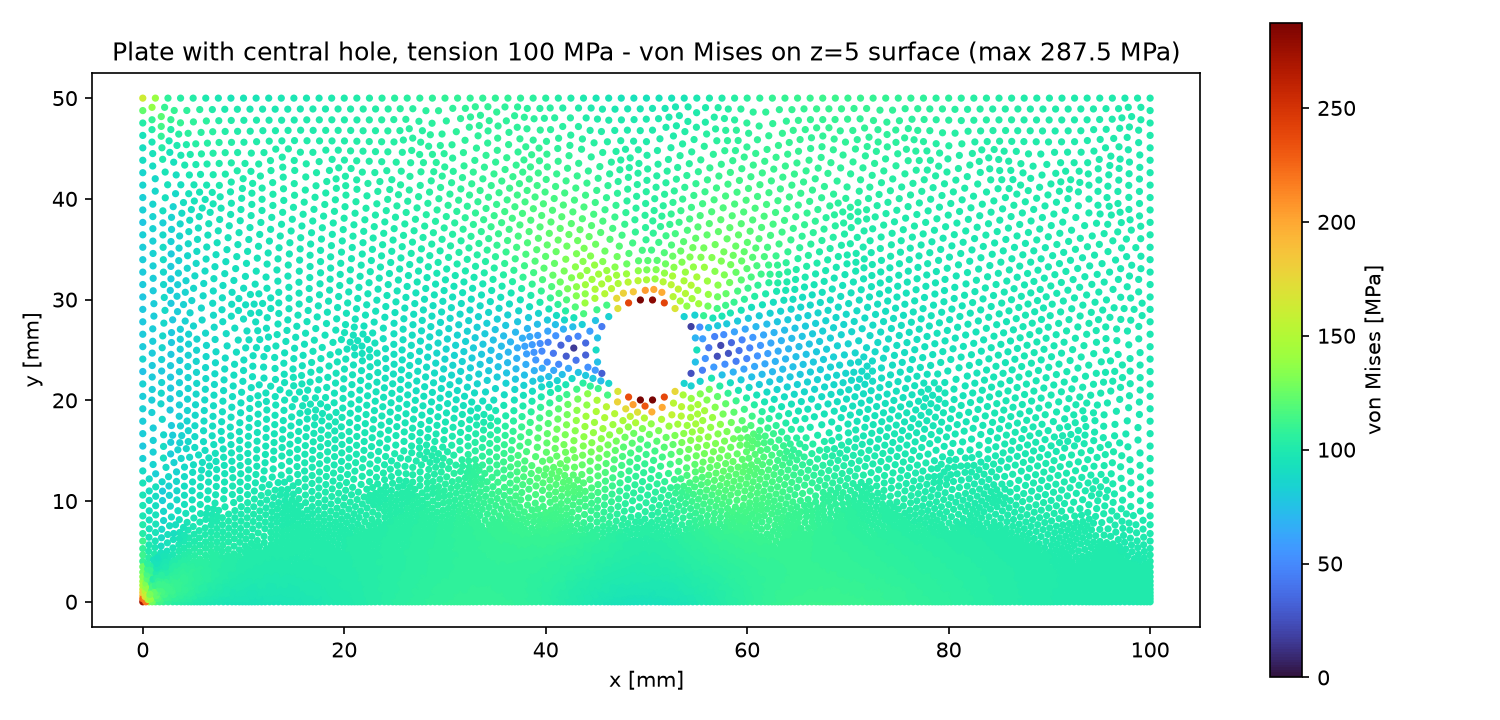 Plate with central hole, tension 100 MPa - von Mises on z=5 surface (max 287.5 MPa)
50
40
30
20
10
0
y [mm]
0 20 40 60 80 100
x [mm]
250
200
150
100
50
0
von Mises [MPa]